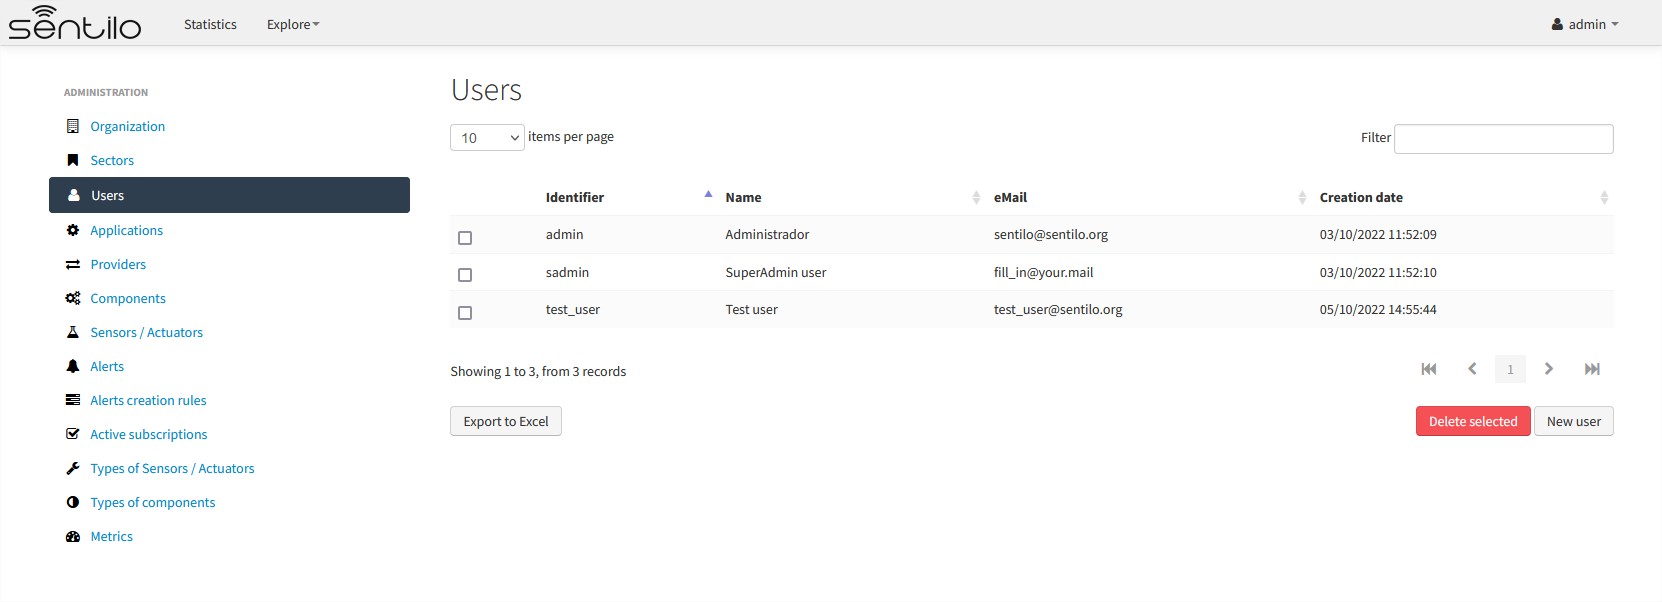 sentilo Statistics Explore admin
ADMINISTRATION
Organization
Sectors
Users
Applications
Providers
Components
Sensors / Actuators
Alerts
Alerts creation rules
Active subscriptions
Types of Sensors / Actuators
Types of components
Metrics
Users
10 items per page Filter
Identifier Name eMail Creation date
admin Administrador sentilo@sentilo.org 03/10/2022 11:52:09
sadmin SuperAdmin user fill_in@your.mail 03/10/2022 11:52:10
test_user Test user test_user@sentilo.org 05/10/2022 14:55:44
Showing 1 to 3, from 3 records 1
Export to Excel Delete selected New user